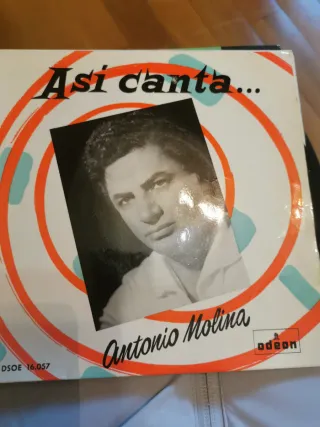 Así canta...
Antonio Molina
odeon
DSOE 16.057